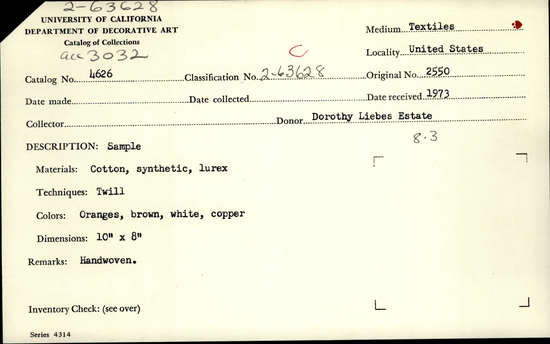 2-63628
UNIVERSITY OF CALIFORNIA
DEPARTMENT OF DECORATIVE ART
Catalog of Collections
acc 3032
Medium Textiles
Locality United States
C
Catalog No. 4626 Classification No. 2-63628 Original No. 2550
Date made Date collected Date received 1973
Collector Donor Dorothy Liebes Estate
8.3
DESCRIPTION: Sample
Materials: Cotton, synthetic, lurex
Techniques: Twill
Colors: Oranges, brown, white, copper
Dimensions: 10" x 8"
Remarks: Handwoven.
Inventory Check: (see over)
Series 4314